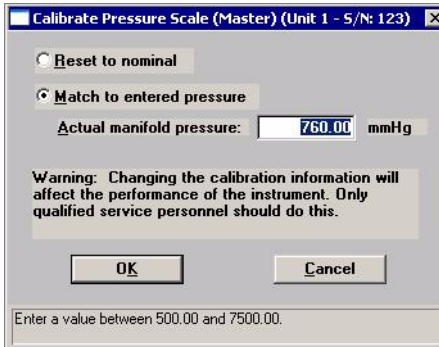 Calibrate Pressure Scale (Master) (Unit 1 - S/N: 123)
Reset to nominal
Match to entered pressure
Actual manifold pressure: 760.00 mmHg
Warning: Changing the calibration information will
affect the performance of the instrument. Only
qualified service personnel should do this.
OK Cancel
Enter a value between 500.00 and 7500.00.